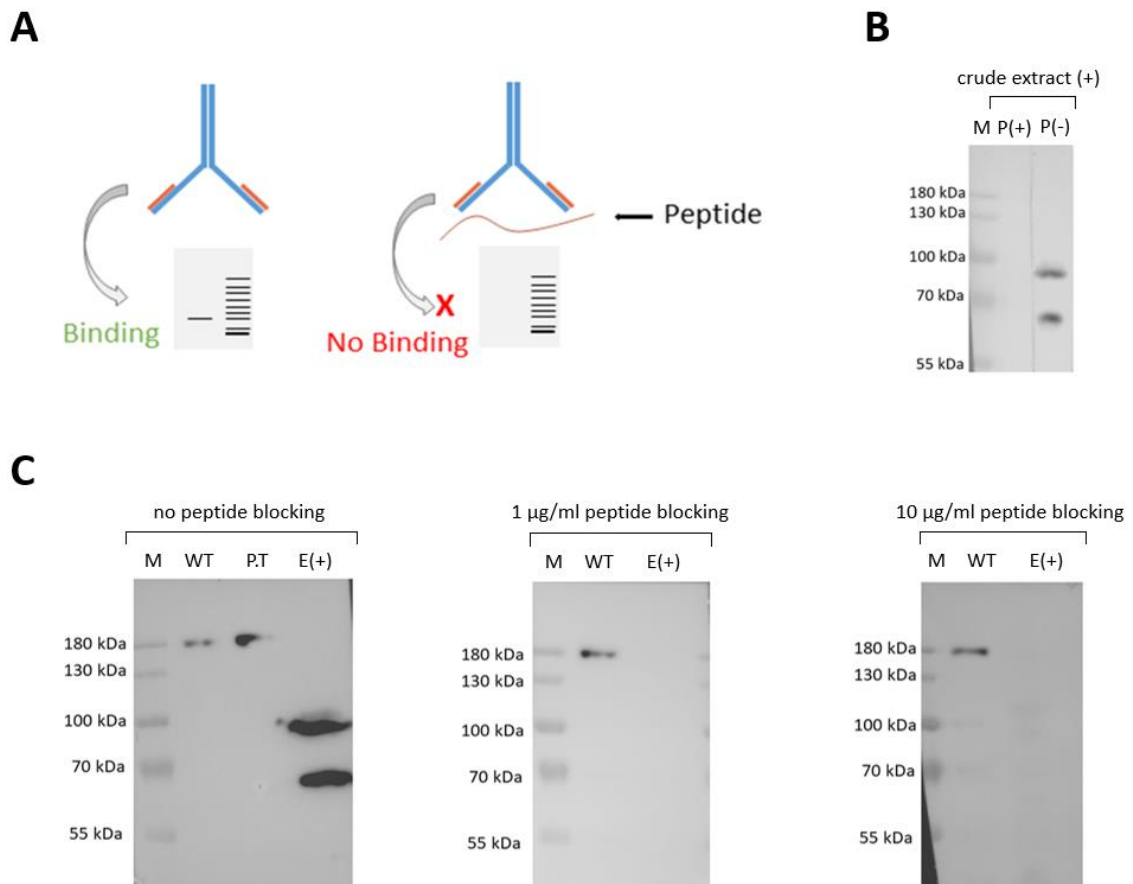 A
Binding
X
No Binding
Peptide
B
crude extract (+)
M P(+) P(-)
180 kDa
130 kDa
100 kDa
70 kDa
55 kDa
C
no peptide blocking
M WT P.T E(+)
180 kDa
130 kDa
100 kDa
70 kDa
55 kDa
1 µg/ml peptide blocking
M WT E(+)
180 kDa
130 kDa
100 kDa
70 kDa
55 kDa
10 µg/ml peptide blocking
M WT E(+)
180 kDa
130 kDa
100 kDa
70 kDa
55 kDa